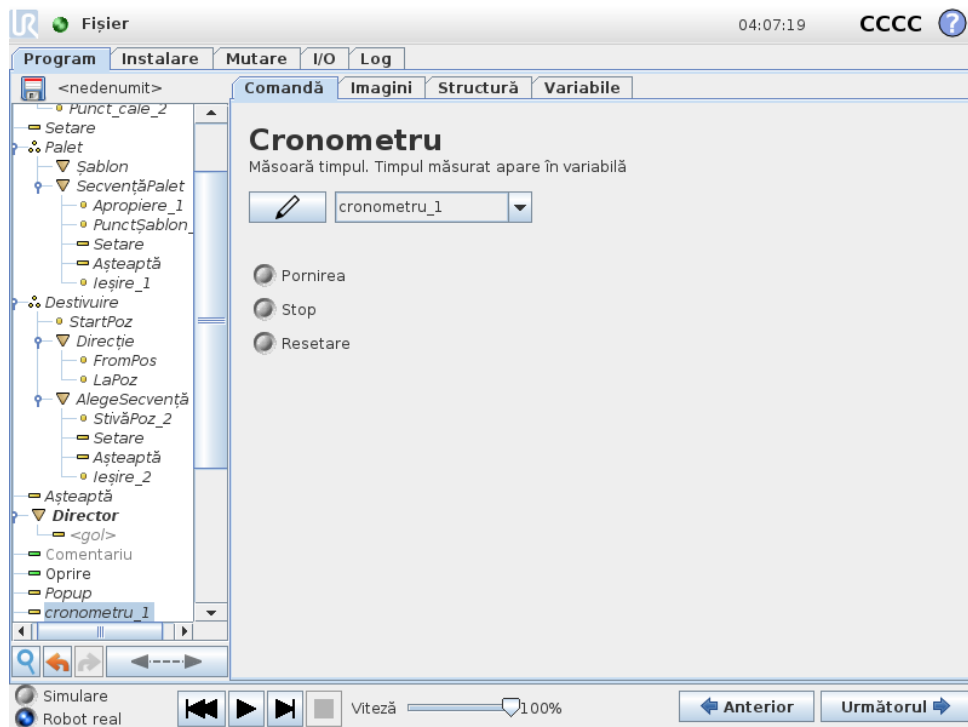 UR Fișier 04:07:19 CCCC ?
Program Instalare Mutare I/O Log
<nedenumit> Comandă Imagini Structură Variabile
Punct_cale_2
Setare
Palet
Șablon
SecvențăPalet
Apropiere_1
PunctȘablon_
Setare
Așteaptă
Ieșire_1
Destivuire
StartPoz
Direcție
FromPos
LaPoz
AlegeSecvență
StivăPoz_2
Setare
Așteaptă
Ieșire_2
Așteaptă
Director
<gol>
Comentariu
Oprire
Popup
cronometru_1
Cronometru
Măsoară timpul. Timpul măsurat apare în variabilă
cronometru_1
Pornirea
Stop
Resetare
Simulare
Robot real
Viteză 100%
Anterior Următorul